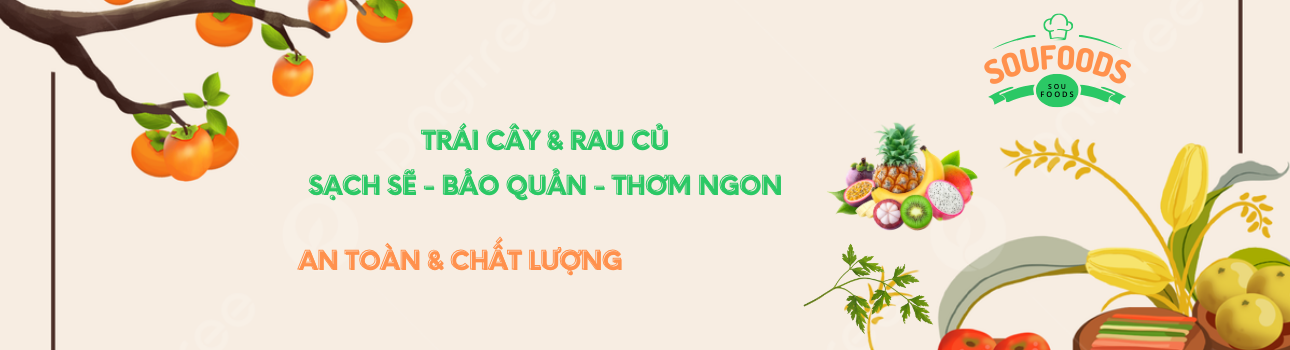 SOUFOODS
SOU
FOODS
TRÁI CÂY & RAU CỦ
SẠCH SẼ - BẢO QUẢN - THƠM NGON
AN TOÀN & CHẤT LƯỢNG